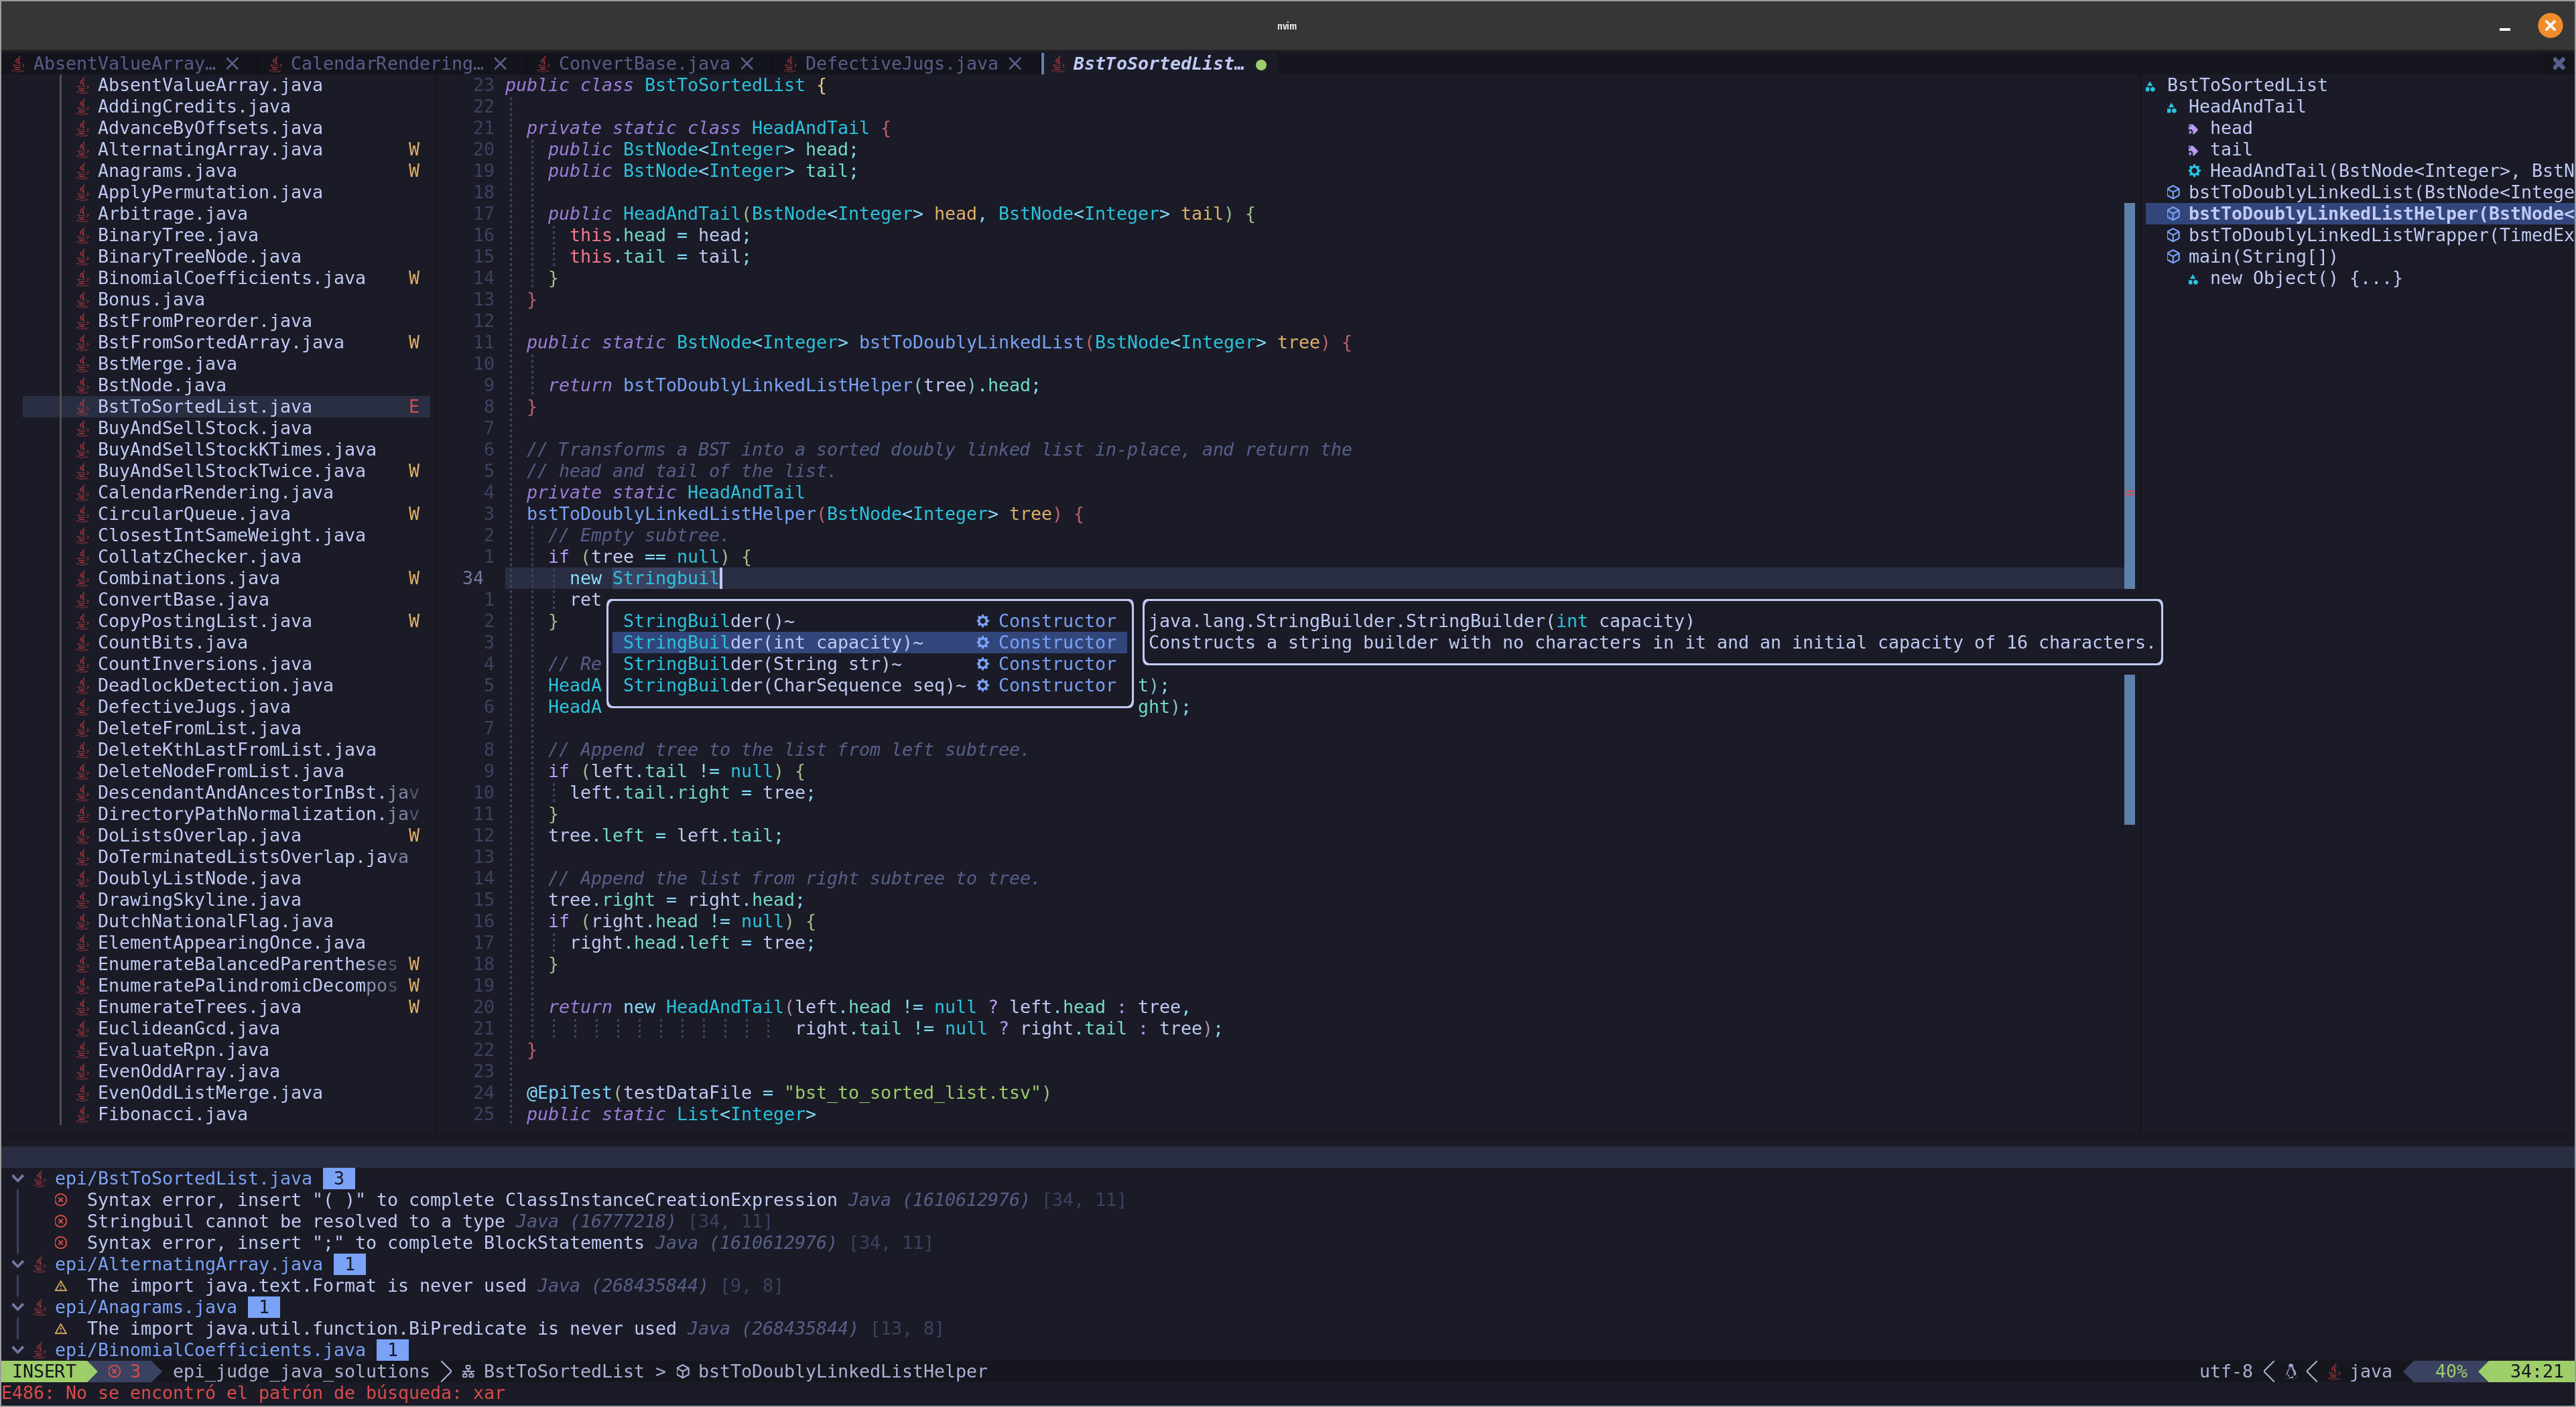 nvim
AbsentValueArray… CalendarRendering… ConvertBase.java DefectiveJugs.java BstToSortedList…
AbsentValueArray.java
AddingCredits.java
AdvanceByOffsets.java
AlternatingArray.java W
Anagrams.java W
ApplyPermutation.java
Arbitrage.java
BinaryTree.java
BinaryTreeNode.java
BinomialCoefficients.java W
Bonus.java
BstFromPreorder.java
BstFromSortedArray.java W
BstMerge.java
BstNode.java
BstToSortedList.java E
BuyAndSellStock.java
BuyAndSellStockKTimes.java
BuyAndSellStockTwice.java W
CalendarRendering.java
CircularQueue.java W
ClosestIntSameWeight.java
CollatzChecker.java
Combinations.java W
ConvertBase.java
CopyPostingList.java W
CountBits.java
CountInversions.java
DeadlockDetection.java
DefectiveJugs.java
DeleteFromList.java
DeleteKthLastFromList.java
DeleteNodeFromList.java
DescendantAndAncestorInBst.jav
DirectoryPathNormalization.jav
DoListsOverlap.java W
DoTerminatedListsOverlap.java
DoublyListNode.java
DrawingSkyline.java
DutchNationalFlag.java
ElementAppearingOnce.java
EnumerateBalancedParentheses W
EnumeratePalindromicDecompos W
EnumerateTrees.java W
EuclideanGcd.java
EvaluateRpn.java
EvenOddArray.java
EvenOddListMerge.java
Fibonacci.java
23 public class BstToSortedList {
22
21 private static class HeadAndTail {
20 public BstNode<Integer> head;
19 public BstNode<Integer> tail;
18
17 public HeadAndTail(BstNode<Integer> head, BstNode<Integer> tail) {
16 this.head = head;
15 this.tail = tail;
14 }
13 }
12
11 public static BstNode<Integer> bstToDoublyLinkedList(BstNode<Integer> tree) {
10
9 return bstToDoublyLinkedListHelper(tree).head;
8 }
7
6 // Transforms a BST into a sorted doubly linked list in-place, and return the
5 // head and tail of the list.
4 private static HeadAndTail
3 bstToDoublyLinkedListHelper(BstNode<Integer> tree) {
2 // Empty subtree.
1 if (tree == null) {
34 new Stringbuil
1 ret
2 }
3
4 // Re
5 HeadA t);
6 HeadA ght);
7
8 // Append tree to the list from left subtree.
9 if (left.tail != null) {
10 left.tail.right = tree;
11 }
12 tree.left = left.tail;
13
14 // Append the list from right subtree to tree.
15 tree.right = right.head;
16 if (right.head != null) {
17 right.head.left = tree;
18 }
19
20 return new HeadAndTail(left.head != null ? left.head : tree,
21 right.tail != null ? right.tail : tree);
22 }
23
24 @EpiTest(testDataFile = "bst_to_sorted_list.tsv")
25 public static List<Integer>
StringBuilder()~ Constructor
StringBuilder(int capacity)~ Constructor
StringBuilder(String str)~ Constructor
StringBuilder(CharSequence seq)~ Constructor
java.lang.StringBuilder.StringBuilder(int capacity)
Constructs a string builder with no characters in it and an initial capacity of 16 characters.
BstToSortedList
HeadAndTail
head
tail
HeadAndTail(BstNode<Integer>, BstN
bstToDoublyLinkedList(BstNode<Intege
bstToDoublyLinkedListHelper(BstNode<
bstToDoublyLinkedListWrapper(TimedEx
main(String[])
new Object() {...}
epi/BstToSortedList.java 3
Syntax error, insert "( )" to complete ClassInstanceCreationExpression Java (1610612976) [34, 11]
Stringbuil cannot be resolved to a type Java (16777218) [34, 11]
Syntax error, insert ";" to complete BlockStatements Java (1610612976) [34, 11]
epi/AlternatingArray.java 1
The import java.text.Format is never used Java (268435844) [9, 8]
epi/Anagrams.java 1
The import java.util.function.BiPredicate is never used Java (268435844) [13, 8]
epi/BinomialCoefficients.java 1
INSERT 3 epi_judge_java_solutions BstToSortedList > bstToDoublyLinkedListHelper utf-8 java 40% 34:21
E486: No se encontró el patrón de búsqueda: xar